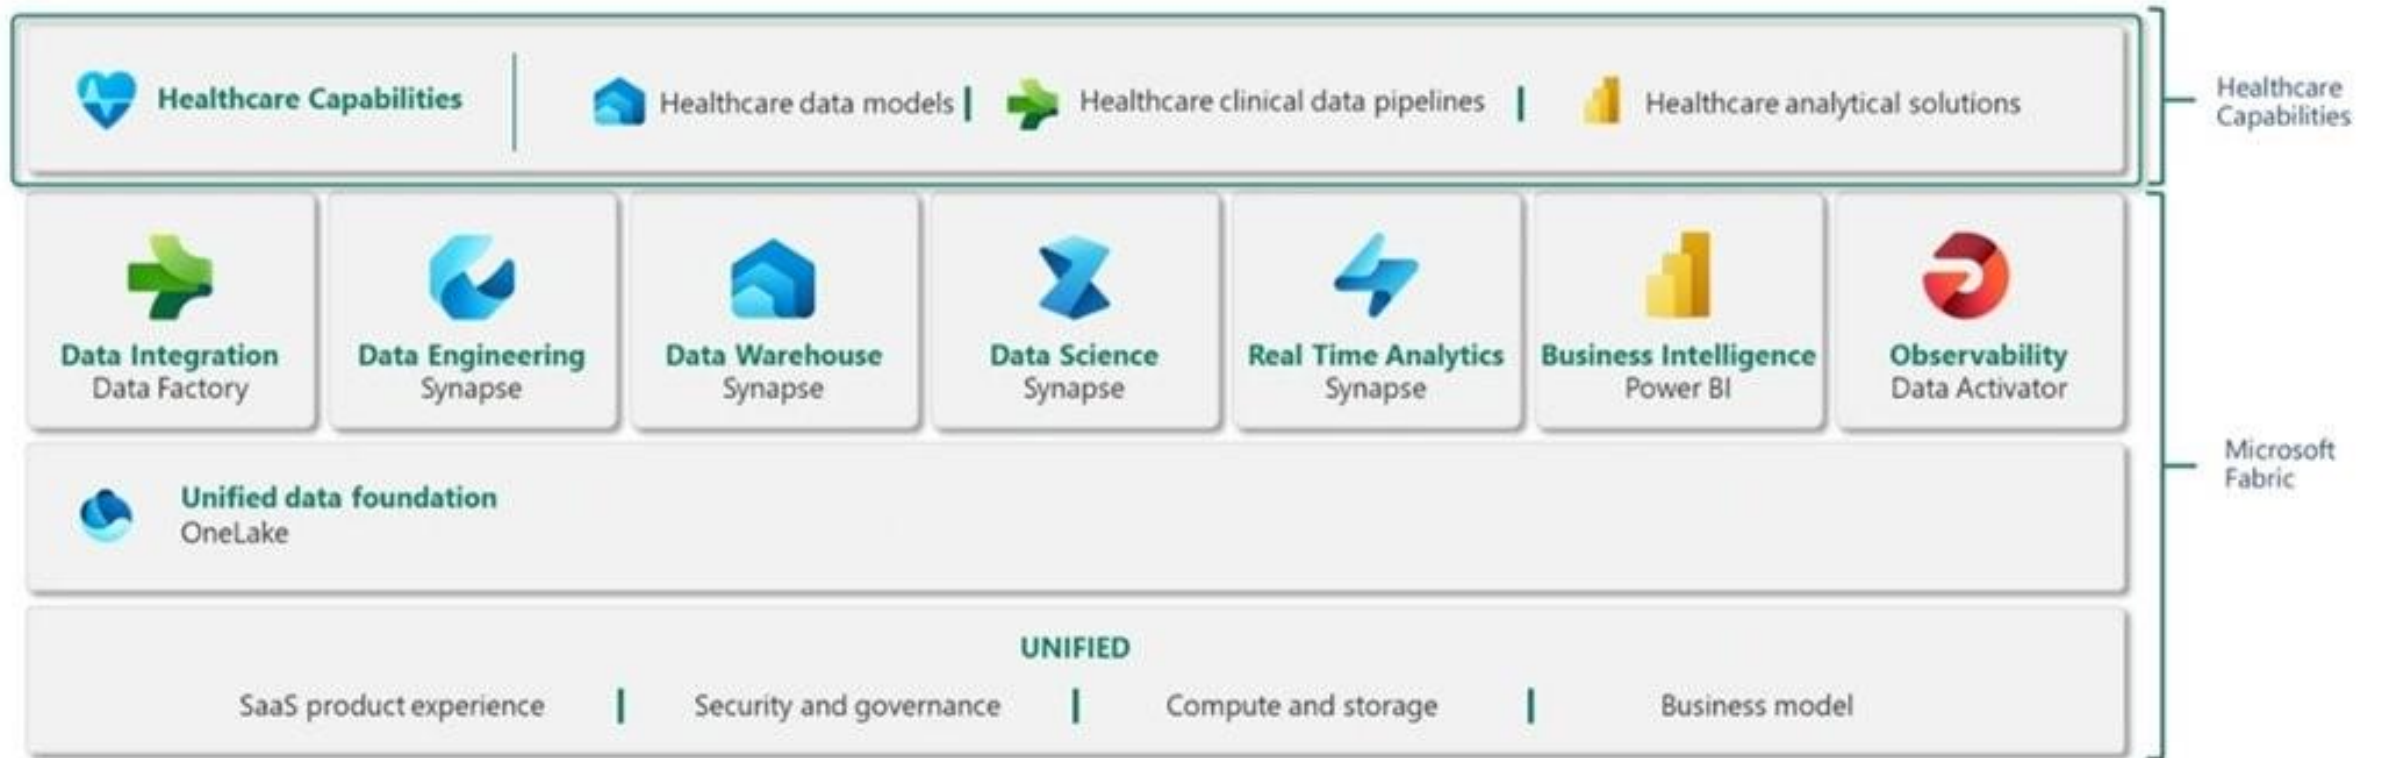 Healthcare Capabilities
Healthcare data models
Healthcare clinical data pipelines
Healthcare analytical solutions
Healthcare
Capabilities
Data Integration
Data Factory
Data Engineering
Synapse
Data Warehouse
Synapse
Data Science
Synapse
Real Time Analytics
Synapse
Business Intelligence
Power BI
Observability
Data Activator
Microsoft
Fabric
Unified data foundation
OneLake
UNIFIED
SaaS product experience
Security and governance
Compute and storage
Business model